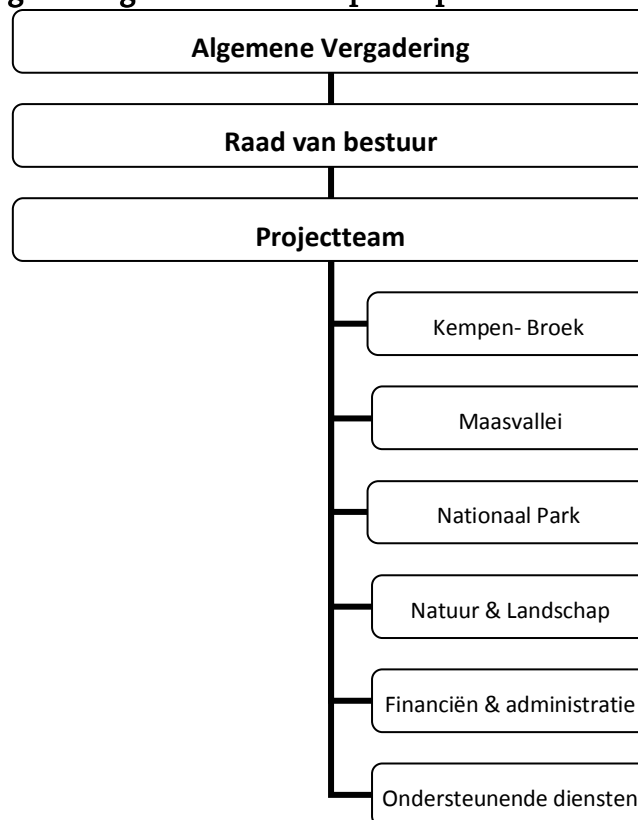 Algemene Vergadering
Raad van bestuur
Projectteam
Kempen- Broek
Maasvallei
Nationaal Park
Natuur & Landschap
Financiën & administratie
Ondersteunende diensten